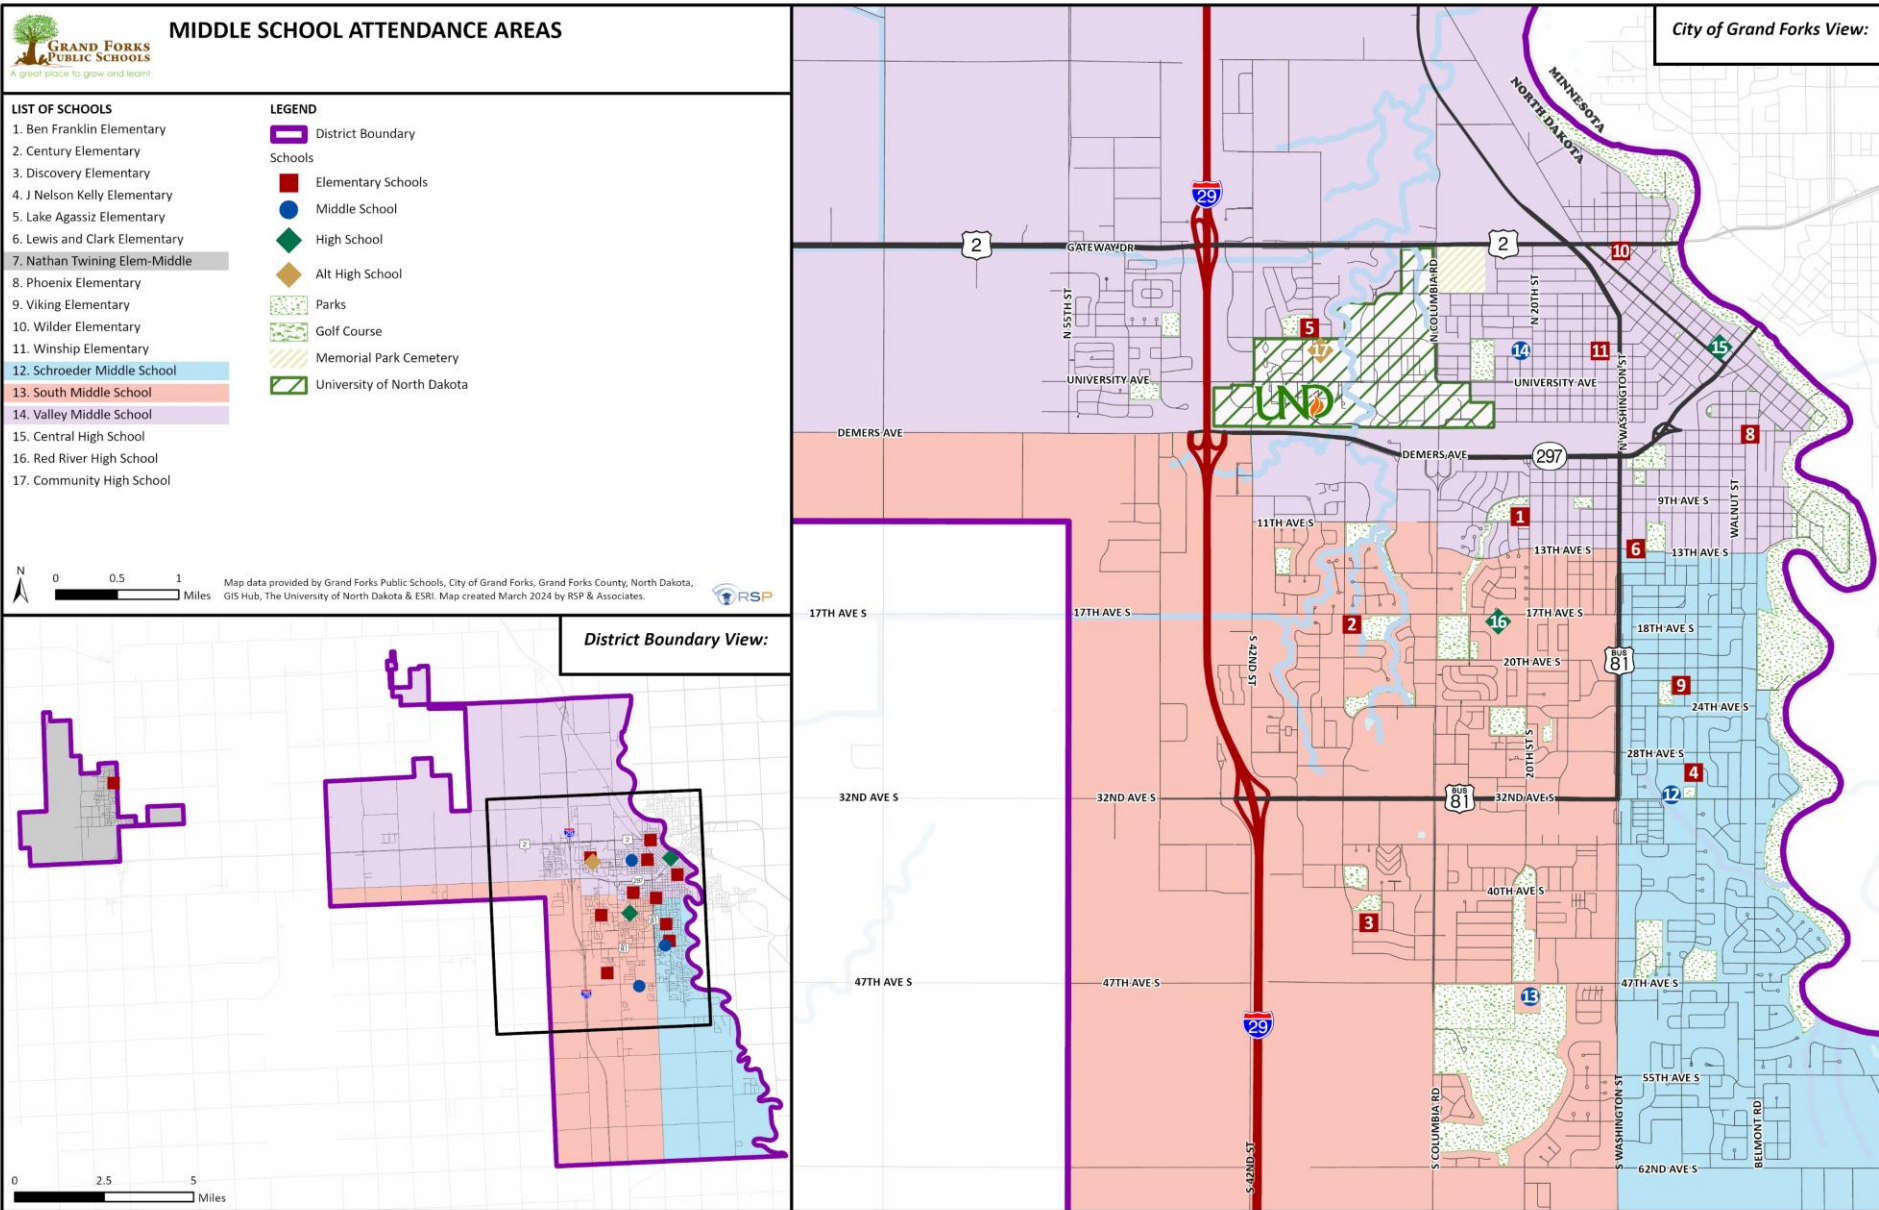 GRAND FORKS
PUBLIC SCHOOLS
A great place to grow and learn!
MIDDLE SCHOOL ATTENDANCE AREAS
LIST OF SCHOOLS
1. Ben Franklin Elementary
2. Century Elementary
3. Discovery Elementary
4. J Nelson Kelly Elementary
5. Lake Agassiz Elementary
6. Lewis and Clark Elementary
7. Nathan Twining Elem-Middle
8. Phoenix Elementary
9. Viking Elementary
10. Wilder Elementary
11. Winship Elementary
12. Schroeder Middle School
13. South Middle School
14. Valley Middle School
15. Central High School
16. Red River High School
17. Community High School
LEGEND
District Boundary
Schools
Elementary Schools
Middle School
High School
Alt High School
Parks
Golf Course
Memorial Park Cemetery
University of North Dakota
N
0 0.5 1
Miles
Map data provided by Grand Forks Public Schools, City of Grand Forks, Grand Forks County, North Dakota,
GIS Hub, The University of North Dakota & ESRI. Map created March 2024 by RSP & Associates.
RSP
District Boundary View:
29
2
2
297
81
81
29
0 2.5 5
Miles
City of Grand Forks View:
MINNESOTA
NORTH DAKOTA
29
2
GATEWAY DR
2
10
N 55TH ST
N COLUMBIA RD
N 20TH ST
5
17
14
11
15
UNIVERSITY AVE
UNIVERSITY AVE
N WASHINGTON ST
UND
DEMERS AVE
DEMERS AVE
297
8
WALNUT ST
9TH AVE S
1
11TH AVE S
13TH AVE S
6
13TH AVE S
17TH AVE S
17TH AVE S
2
16
17TH AVE S
18TH AVE S
S 42ND ST
20TH AVE S
BUS
81
9
24TH AVE S
20TH ST S
28TH AVE S
4
12
32ND AVE S
32ND AVE S
BUS
81
32ND AVE S
40TH AVE S
3
47TH AVE S
47TH AVE S
47TH AVE S
13
29
55TH AVE S
S COLUMBIA RD
S WASHINGTON ST
BELMONT RD
S 42ND ST
62ND AVE S